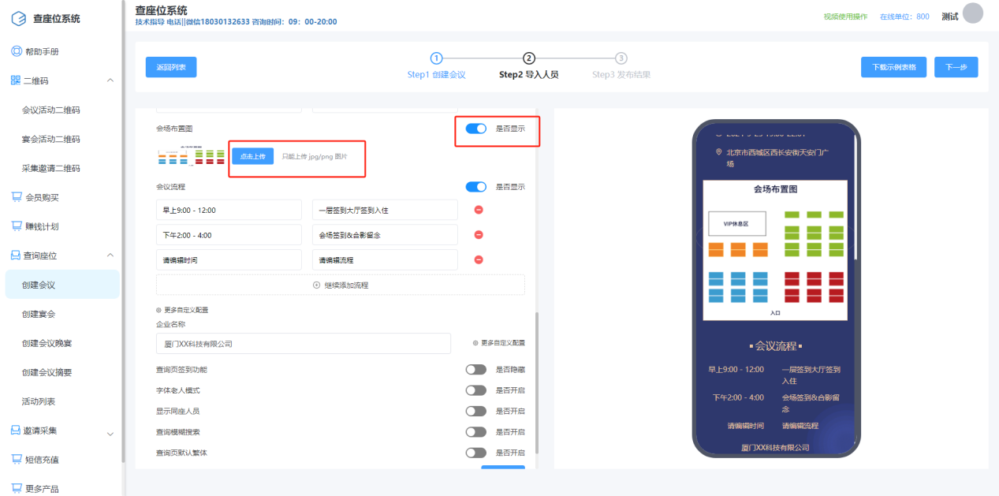 查座位系统
帮助手册
二维码
会议活动二维码
宴会活动二维码
采集邀请二维码
会员购买
赚钱计划
查询座位
创建会议
创建宴会
创建会议晚宴
创建会议摘要
活动列表
邀请采集
短信充值
更多产品
查座位系统
技术指导 电话||微信18030132633 咨询时间：09：00-20:00
视频使用操作
在线单位：800
测试
返回列表
1
2
3
Step1 创建会议
Step2 导入人员
Step3 发布结果
下载示例表格
下一步
会场布置图
是否显示
点击上传
只能上传 jpg/png 图片
会议流程
是否显示
早上9:00 - 12:00
一层签到大厅签到入住
下午2:00 - 4:00
会场签到&合影留念
请编辑时间
请编辑流程
继续添加流程
更多自定义配置
企业名称
厦门XX科技有限公司
更多自定义配置
查询页签到功能
是否隐藏
字体老人模式
是否开启
显示同座人员
是否开启
查询模糊搜索
是否开启
查询页默认繁体
是否开启
北京市西城区西长安街天安门广
场
会场布置图
VIP休息区
入口
会议流程
早上9:00 - 12:00
一层签到大厅签到
入住
下午2:00 - 4:00
会场签到&合影留
念
请编辑时间
请编辑流程
厦门XX科技有限公司